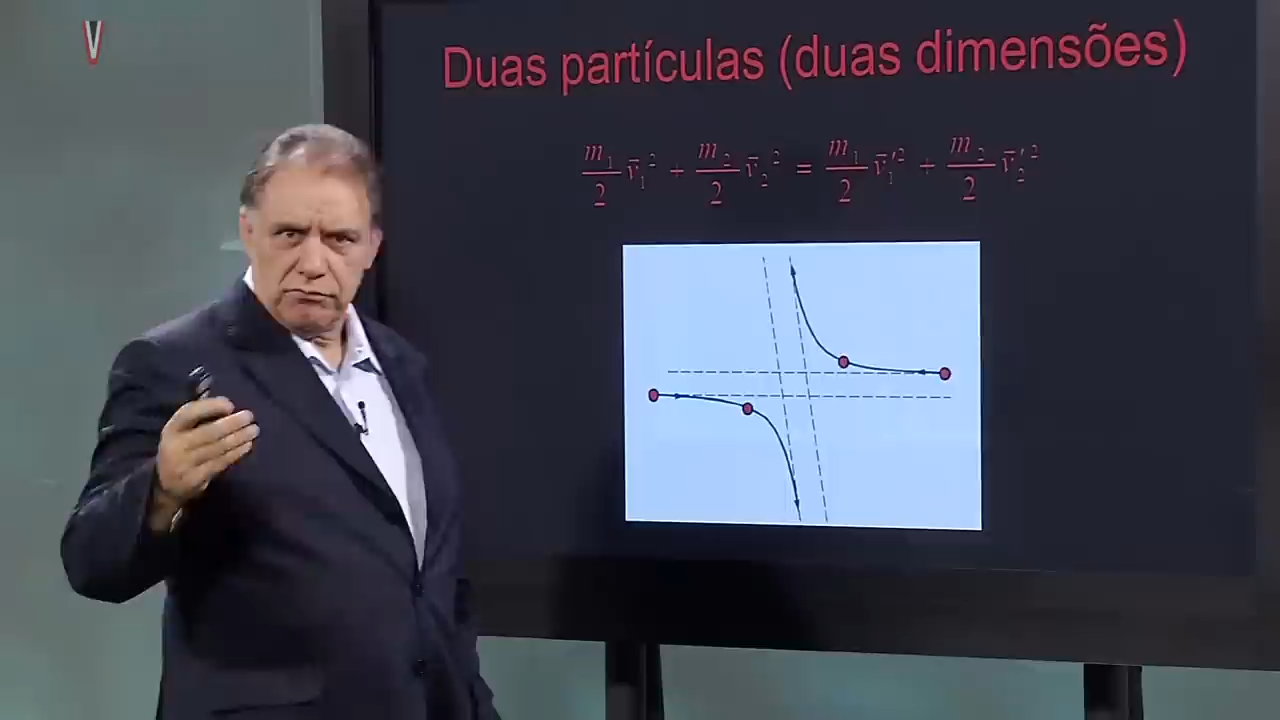 V
Duas partículas (duas dimensões)
m₁/2 v̄₁² + m₂/2 v̄₂² = m₁/2 v̄₁′² + m₂/2 v̄₂′²